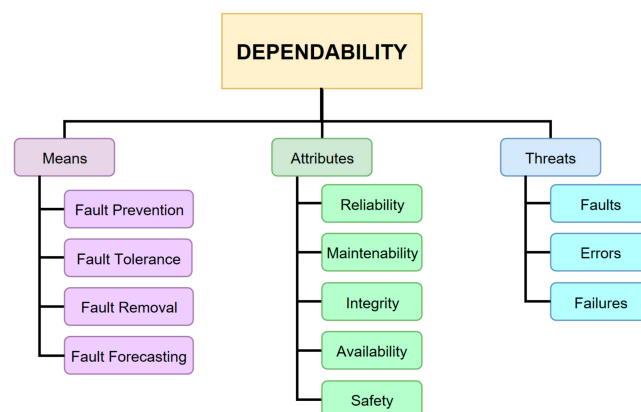 DEPENDABILITY
Means
Attributes
Threats
Fault Prevention
Fault Tolerance
Fault Removal
Fault Forecasting
Reliability
Maintenability
Integrity
Availability
Safety
Faults
Errors
Failures